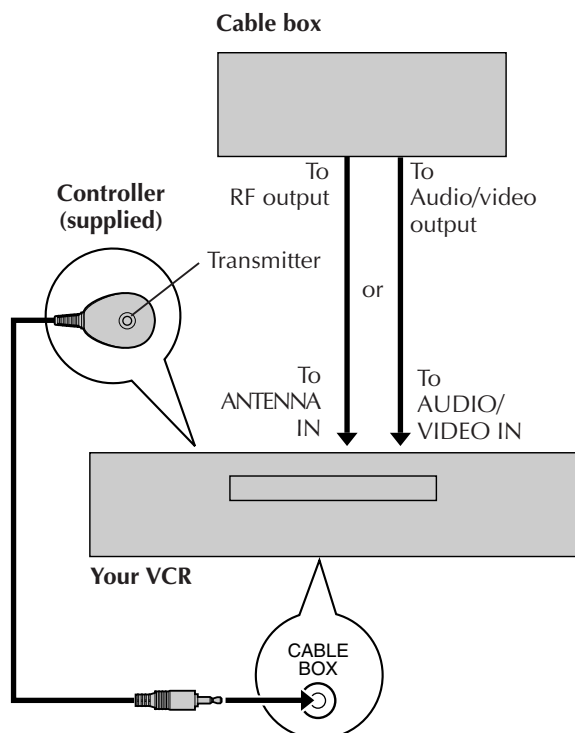 Cable box
To
RF output
To
Audio/video
output
Controller
(supplied)
Transmitter
or
To
ANTENNA
IN
To
AUDIO/
VIDEO IN
Your VCR
CABLE
BOX